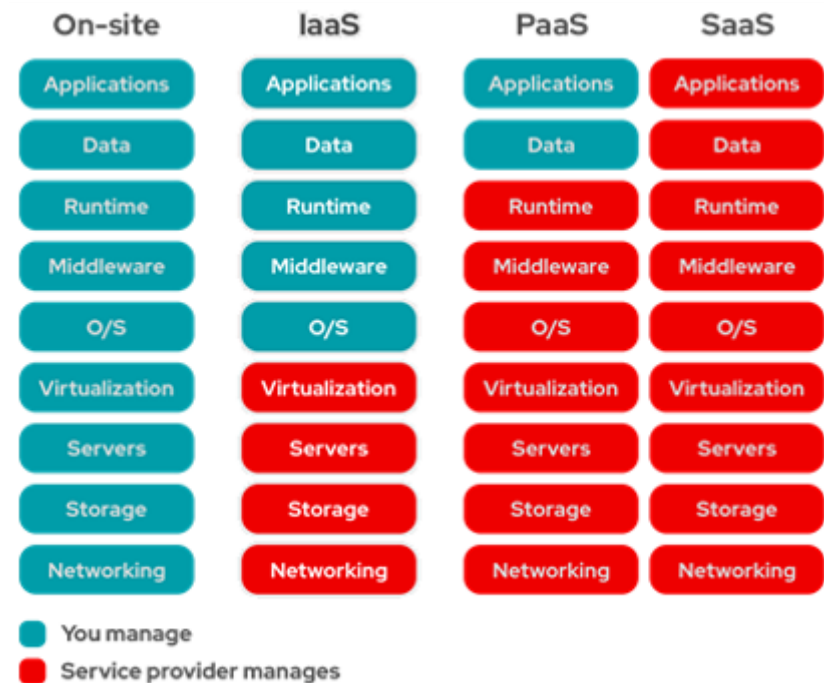 On-site IaaS PaaS SaaS
Applications Applications Applications Applications
Data Data Data Data
Runtime Runtime Runtime Runtime
Middleware Middleware Middleware Middleware
O/S O/S O/S O/S
Virtualization Virtualization Virtualization Virtualization
Servers Servers Servers Servers
Storage Storage Storage Storage
Networking Networking Networking Networking
You manage
Service provider manages